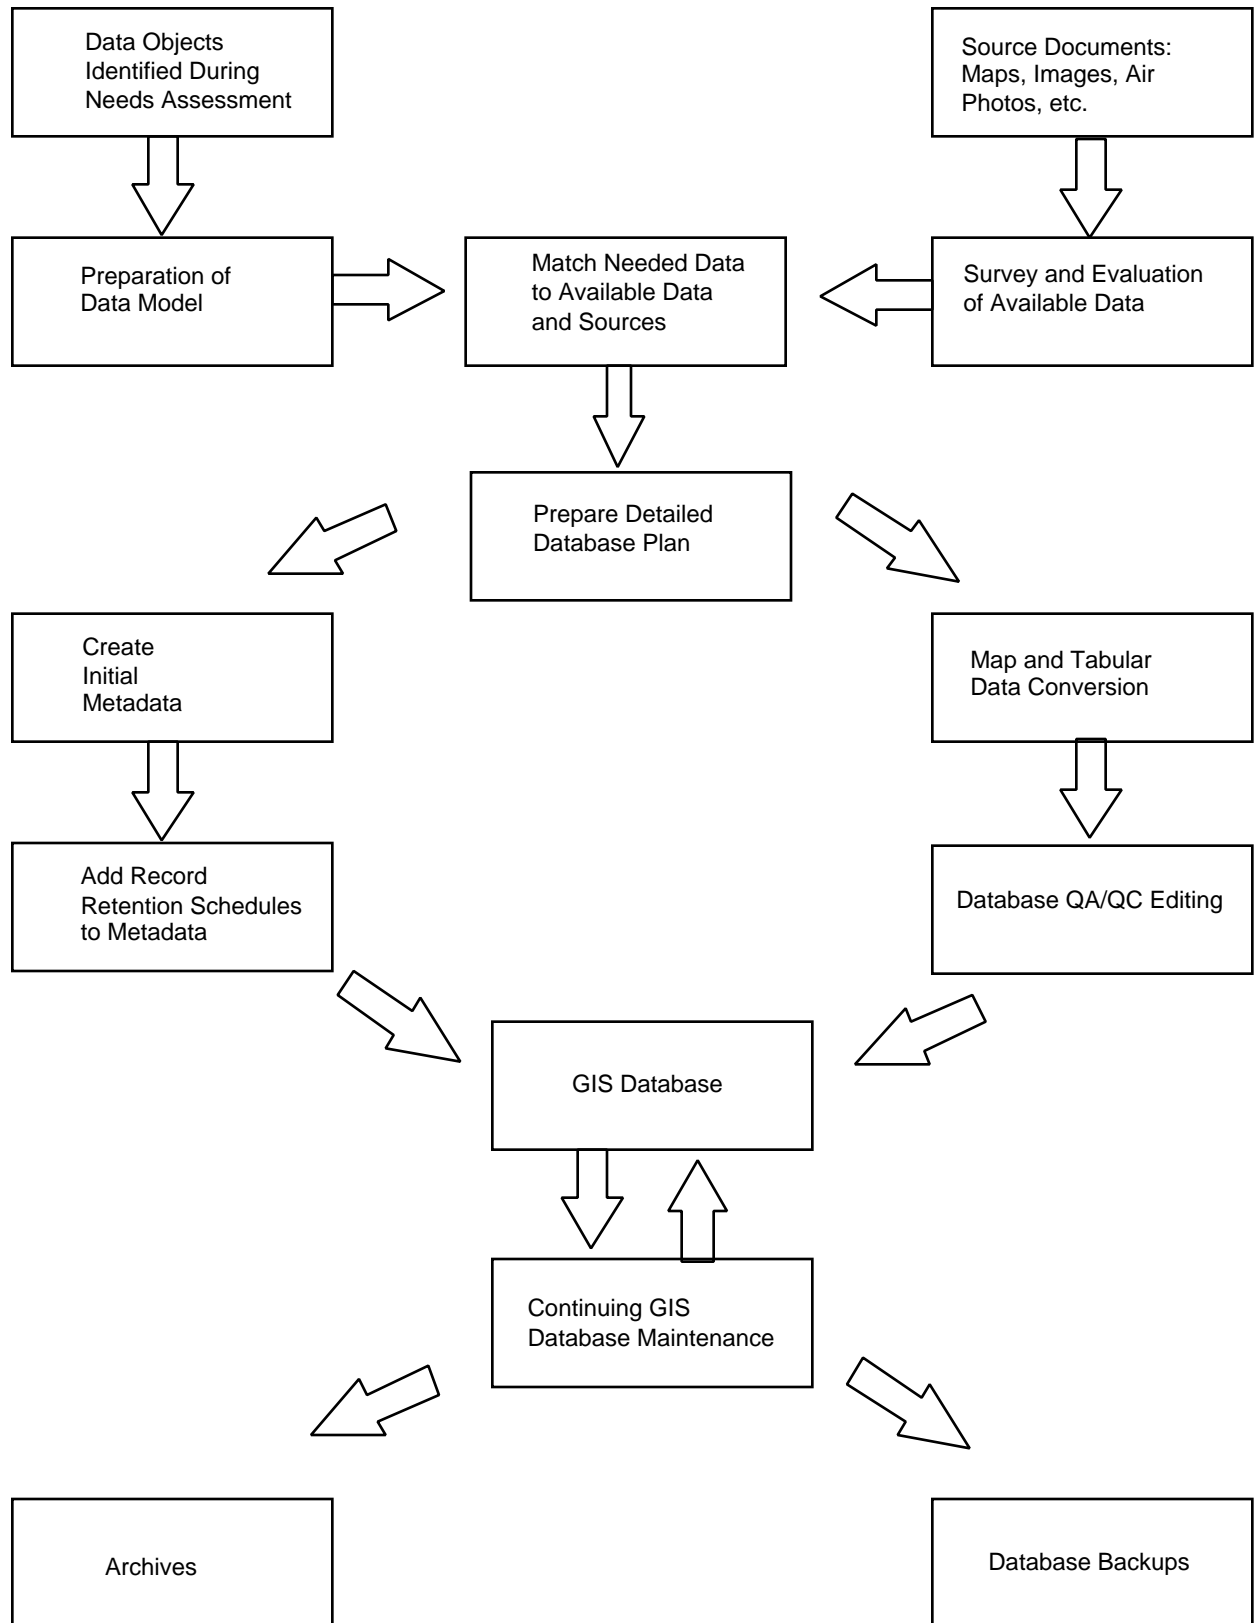 Data Objects
Identified During
Needs Assessment
Source Documents:
Maps, Images, Air
Photos, etc.
Preparation of
Data Model
Match Needed Data
to Available Data
and Sources
Survey and Evaluation
of Available Data
Prepare Detailed
Database Plan
Create
Initial
Metadata
Map and Tabular
Data Conversion
Add Record
Retention Schedules
to Metadata
Database QA/QC Editing
GIS Database
Continuing GIS
Database Maintenance
Archives
Database Backups